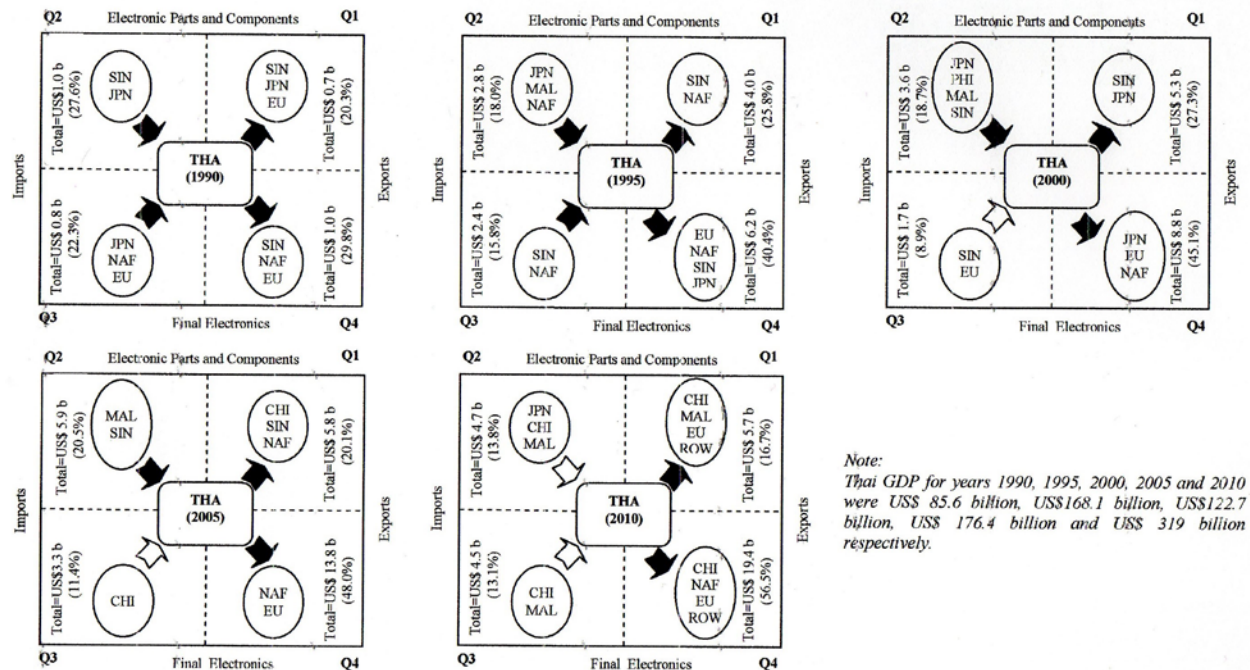 Q2 Electronic Parts and Components Q1
Imports
Exports
Total=US$1.0 b
(27.6%)
SIN
JPN
SIN
JPN
EU
Total=US$ 0.7 b
(20.3%)
THA
(1990)
Total=US$ 0.8 b
(22.3%)
JPN
NAF
EU
SIN
NAF
EU
Total=US$ 1.0 b
(29.8%)
Q3 Final Electronics Q4
Q2 Electronic Parts and Components Q1
Imports
Exports
Total=US$ 2.8 b
(18.0%)
JPN
MAL
NAF
SIN
NAF
Total=US$ 4.0 b
(25.8%)
THA
(1995)
Total=US$ 2.4 b
(15.8%)
SIN
NAF
EU
NAF
SIN
JPN
Total=US$ 6.2 b
(40.4%)
Q3 Final Electronics Q4
Q2 Electronic Parts and Components Q1
Imports
Exports
Total=US$ 3.6 b
(18.7%)
JPN
PHI
MAL
SIN
SIN
JPN
Total=US$ 5.3 b
(27.3%)
THA
(2000)
Total=US$ 1.7 b
(8.9%)
SIN
EU
JPN
EU
NAF
Total=US$ 8.8 b
(45.1%)
Q3 Final Electronics Q4
Q2 Electronic Parts and Components Q1
Imports
Exports
Total=US$ 5.9 b
(20.5%)
MAL
SIN
CHI
SIN
NAF
Total=US$ 5.8 b
(20.1%)
THA
(2005)
Total=US$3.3 b
(11.4%)
CHI
NAF
EU
Total=US$ 13.8 b
(48.0%)
Q3 Final Electronics Q4
Q2 Electronic Parts and Components Q1
Imports
Exports
Total=US$ 4.7 b
(13.8%)
JPN
CHI
MAL
CHI
MAL
EU
ROW
Total=US$ 5.7 b
(16.7%)
THA
(2010)
Total=US$ 4.5 b
(13.1%)
CHI
MAL
CHI
NAF
EU
ROW
Total=US$ 19.4 b
(56.5%)
Q3 Final Electronics Q4
Note:
Thai GDP for years 1990, 1995, 2000, 2005 and 2010
were US$ 85.6 billion, US$168.1 billion, US$122.7
billion, US$ 176.4 billion and US$ 319 billion
respectively.